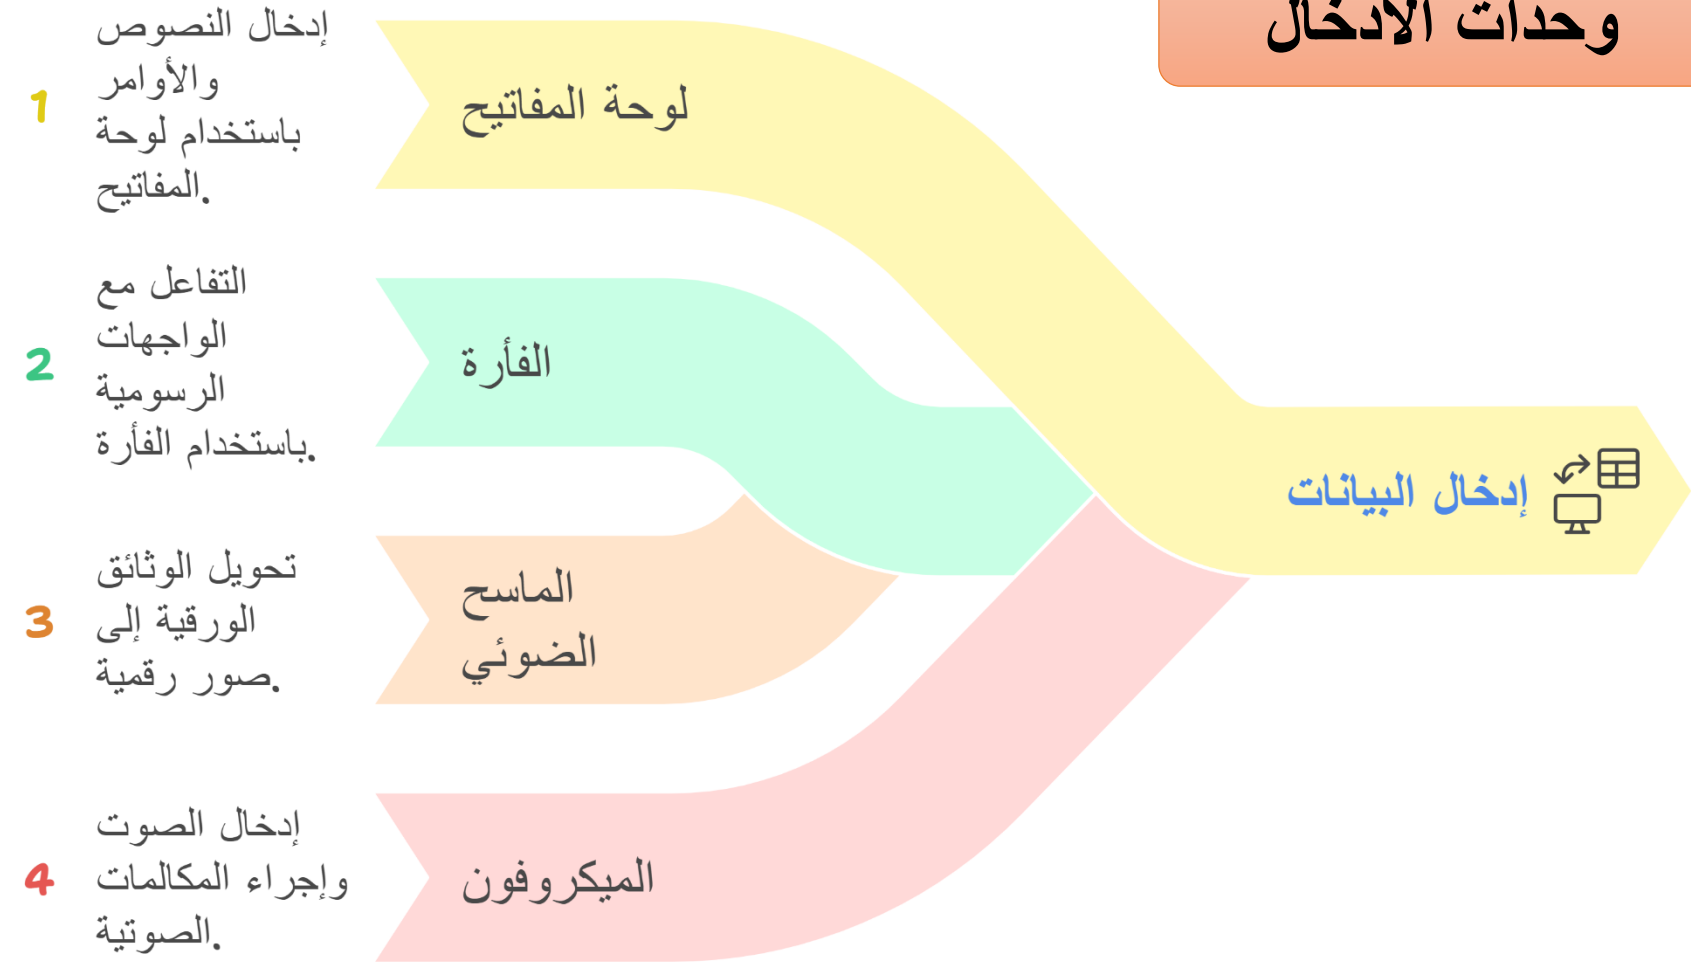 وحدات الادخال
1
إدخال النصوص
والأوامر
باستخدام لوحة
المفاتيح.
لوحة المفاتيح
2
التفاعل مع
الواجهات
الرسومية
باستخدام الفأرة.
الفأرة
3
تحويل الوثائق
الورقية إلى
صور رقمية.
الماسح
الضوئي
4
إدخال الصوت
وإجراء المكالمات
الصوتية.
الميكروفون
إدخال البيانات